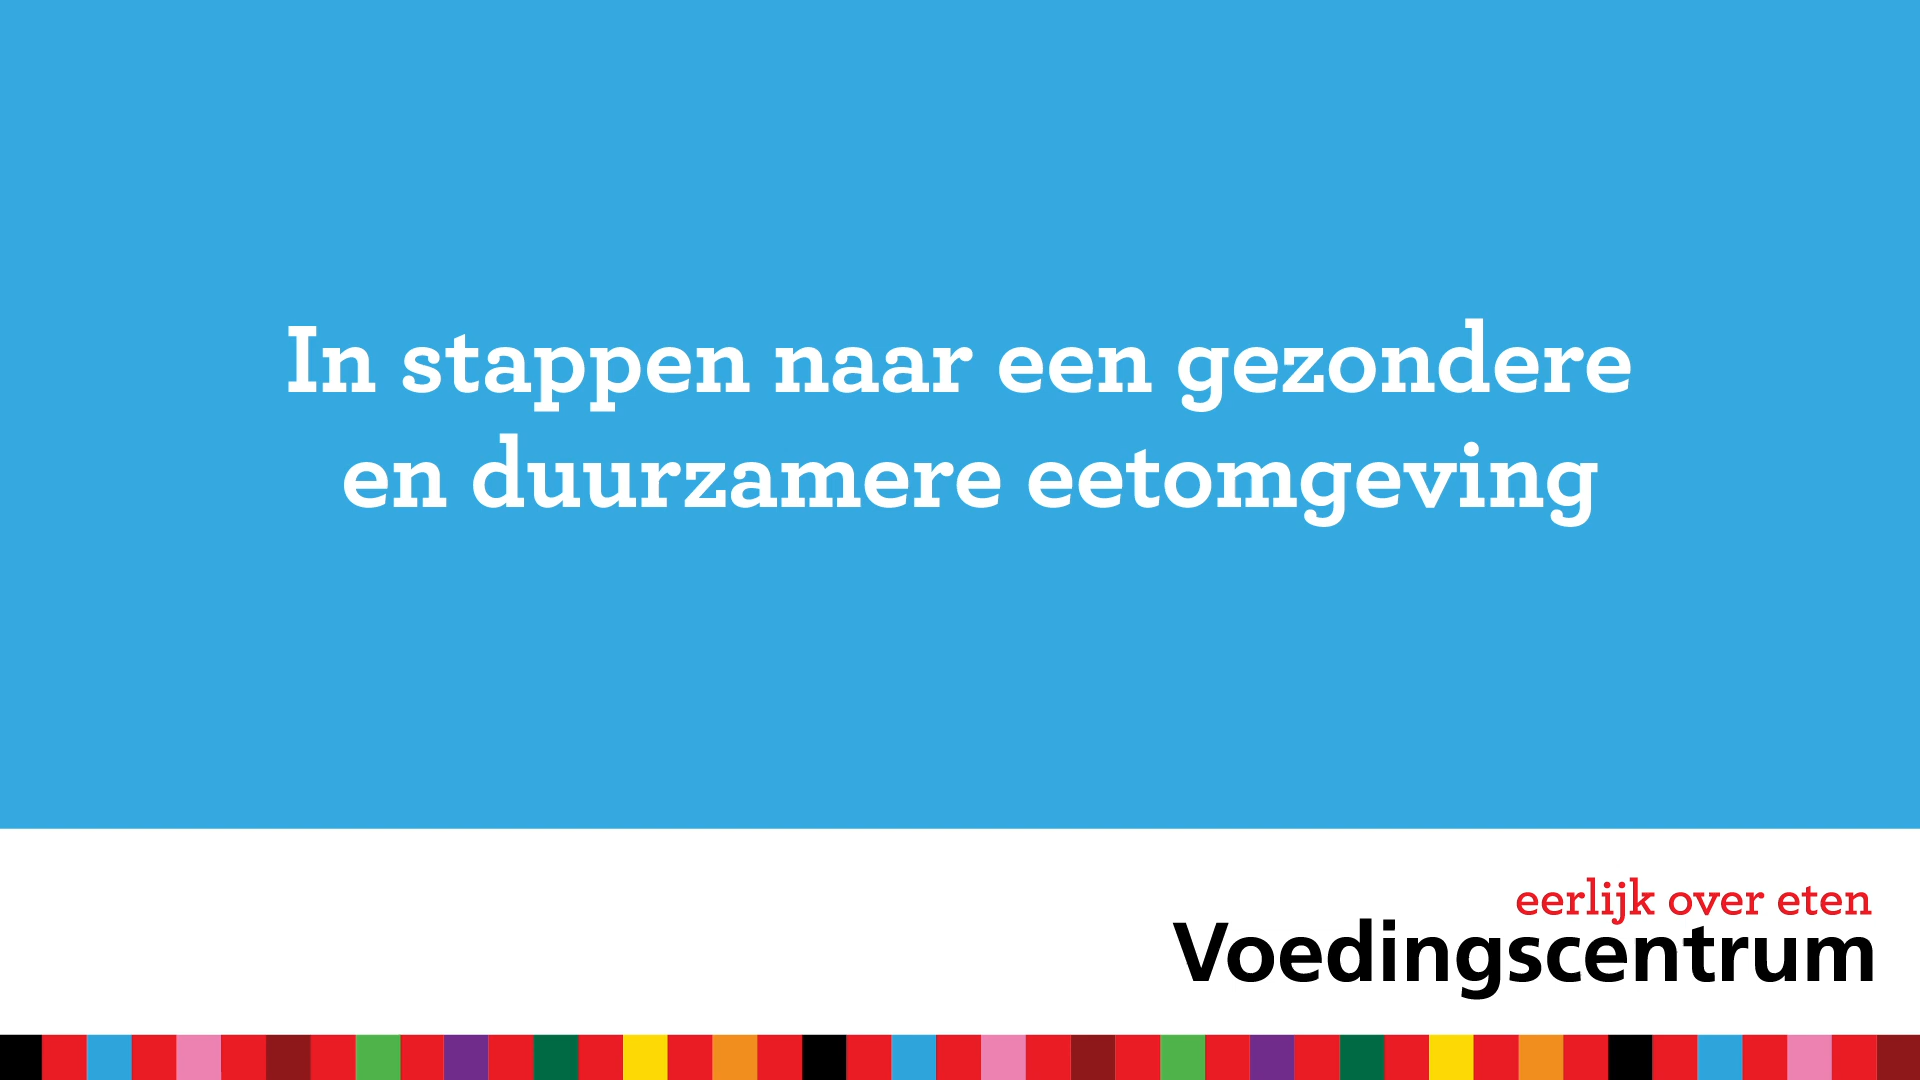 In stappen naar een gezondere
en duurzamere eetomgeving
eerlijk over eten
Voedingscentrum